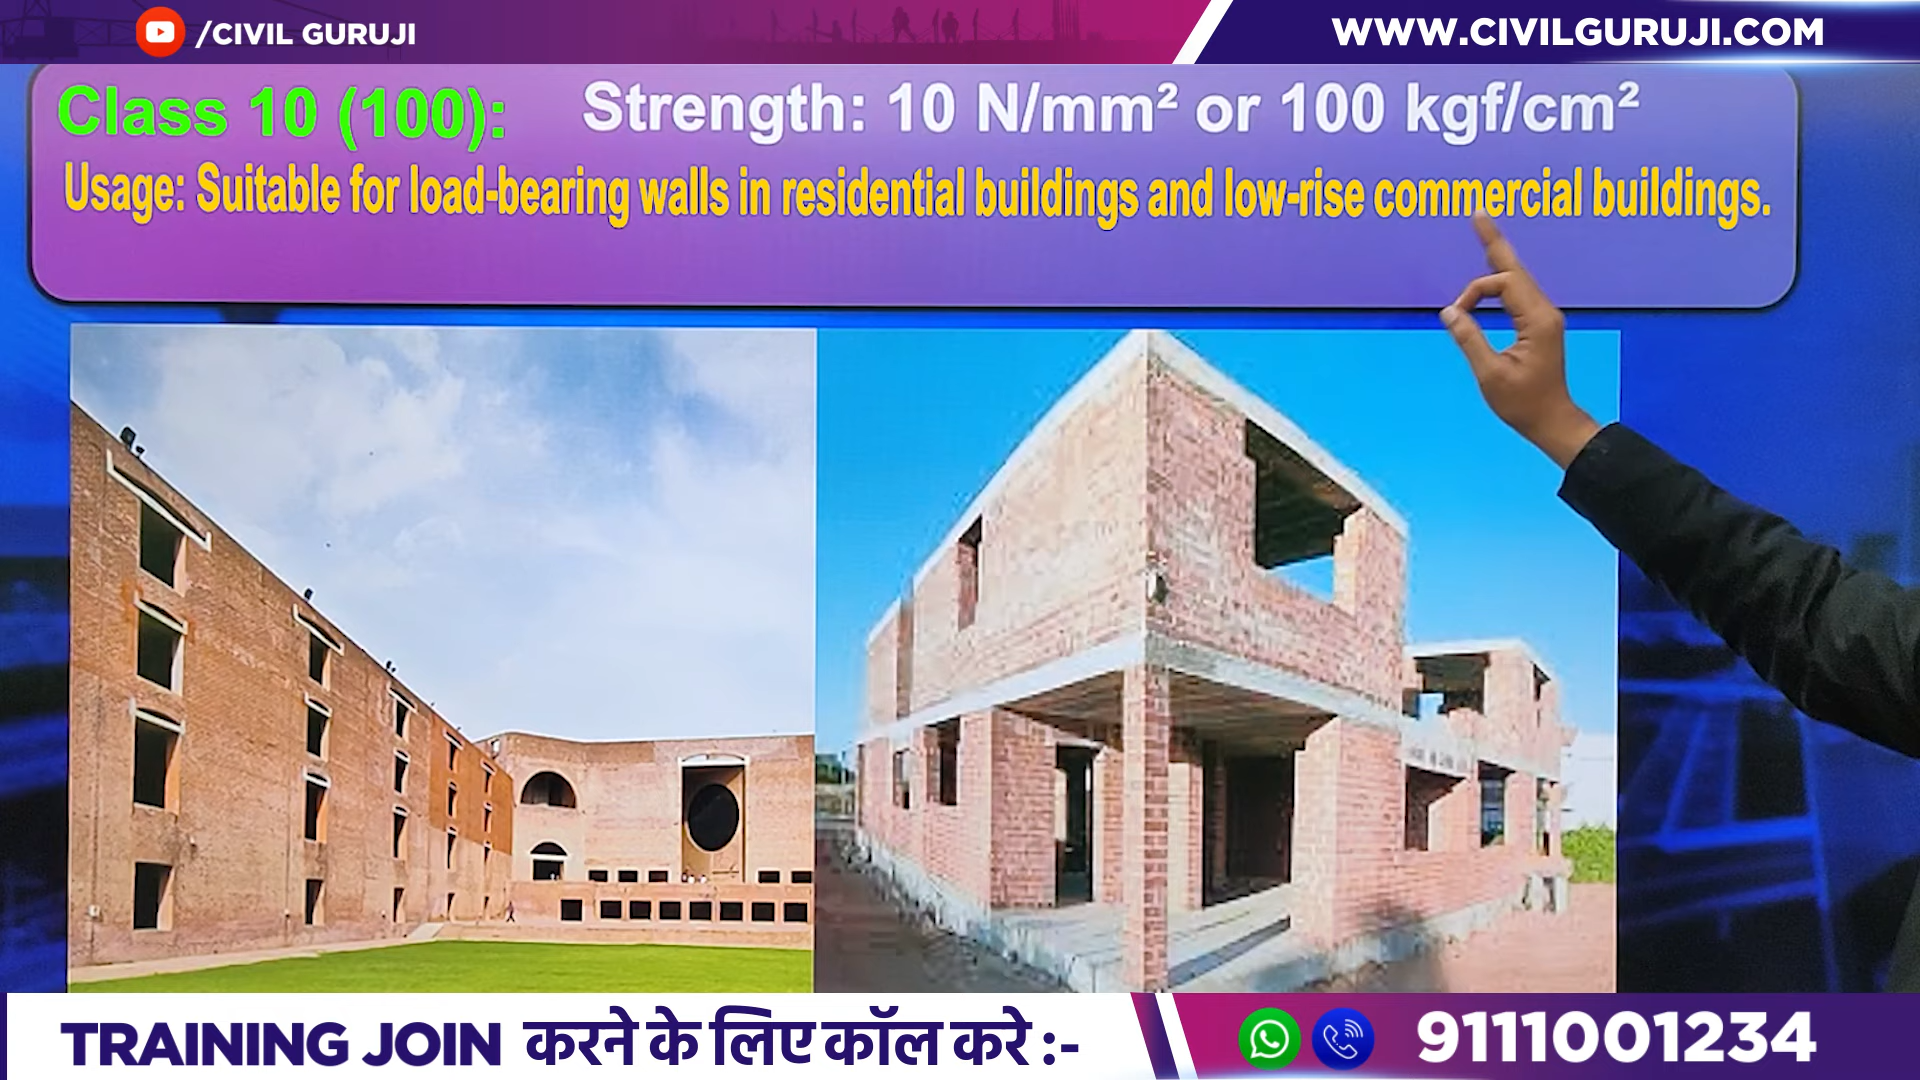 /CIVIL GURUJI
WWW.CIVILGURUJI.COM
Class 10 (100): Strength: 10 N/mm² or 100 kgf/cm²
Usage: Suitable for load-bearing walls in residential buildings and low-rise commercial buildings.
TRAINING JOIN करने के लिए कॉल करे :-
9111001234